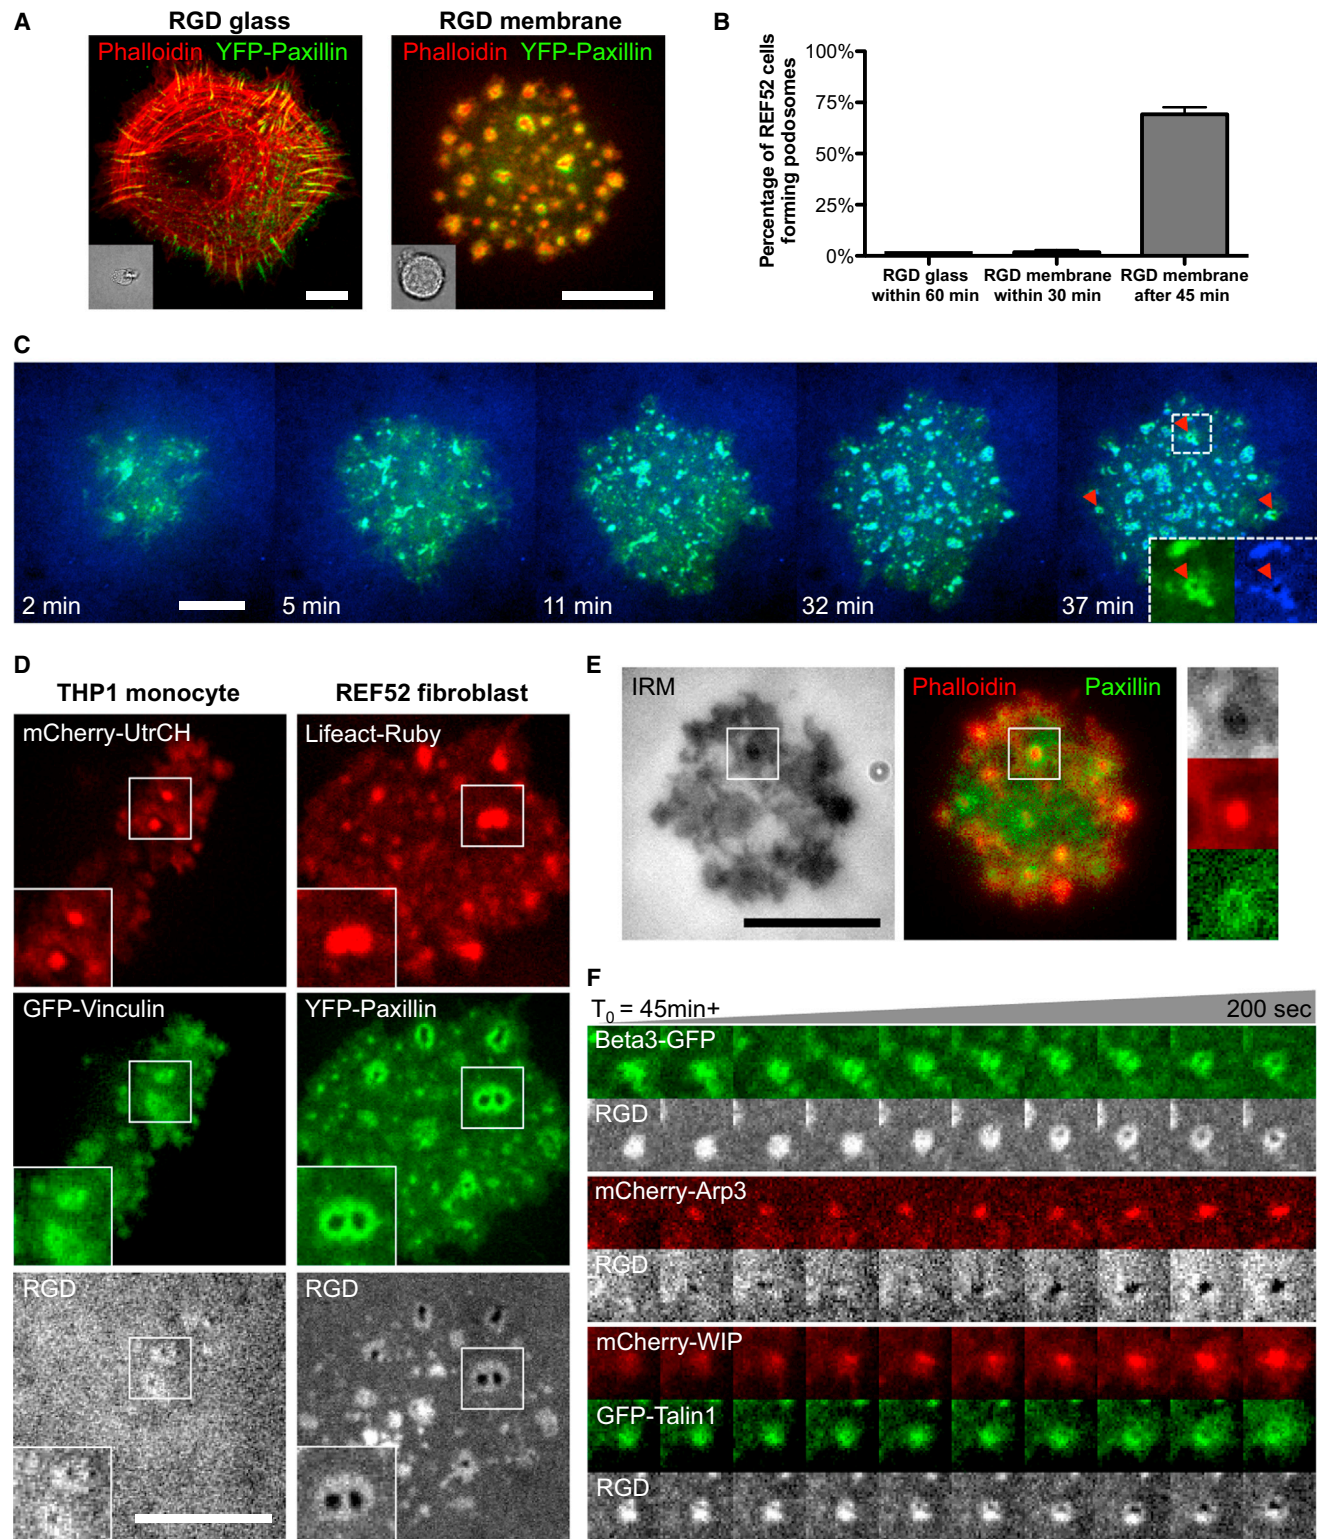 A
RGD glass
Phalloidin YFP-Paxillin
RGD membrane
Phalloidin YFP-Paxillin
B
Percentage of REF52 cells
forming podosomes
100%
75%
50%
25%
0%
RGD glass
within 60 min
RGD membrane
within 30 min
RGD membrane
after 45 min
C
2 min
5 min
11 min
32 min
37 min
D
THP1 monocyte
REF52 fibroblast
mCherry-UtrCH
Lifeact-Ruby
GFP-Vinculin
YFP-Paxillin
RGD
RGD
E
IRM
Phalloidin
Paxillin
F
T0 = 45min+
200 sec
Beta3-GFP
RGD
mCherry-Arp3
RGD
mCherry-WIP
GFP-Talin1
RGD